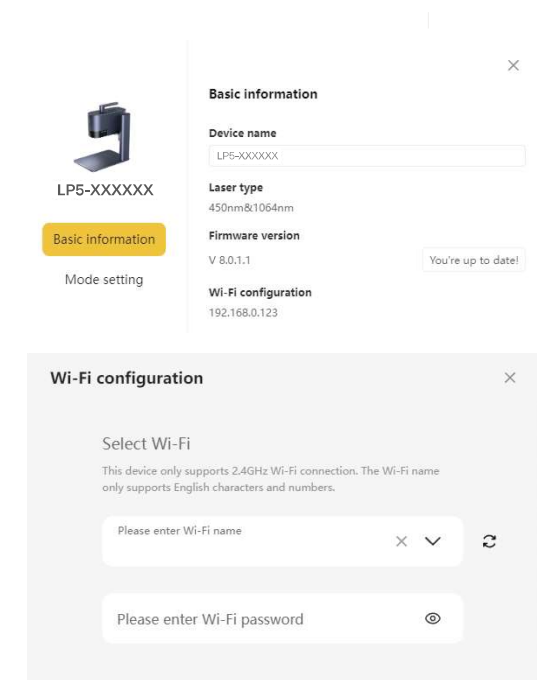 Basic information
Device name
LP5-XXXXXX
LP5-XXXXXX
Laser type
450nm&1064nm
Basic information
Firmware version
V 8.0.1.1
You're up to date!
Mode setting
Wi-Fi configuration
192.168.0.123
Wi-Fi configuration
Select Wi-Fi
This device only supports 2.4GHz Wi-Fi connection. The Wi-Fi name
only supports English characters and numbers.
Please enter Wi-Fi name
Please enter Wi-Fi password